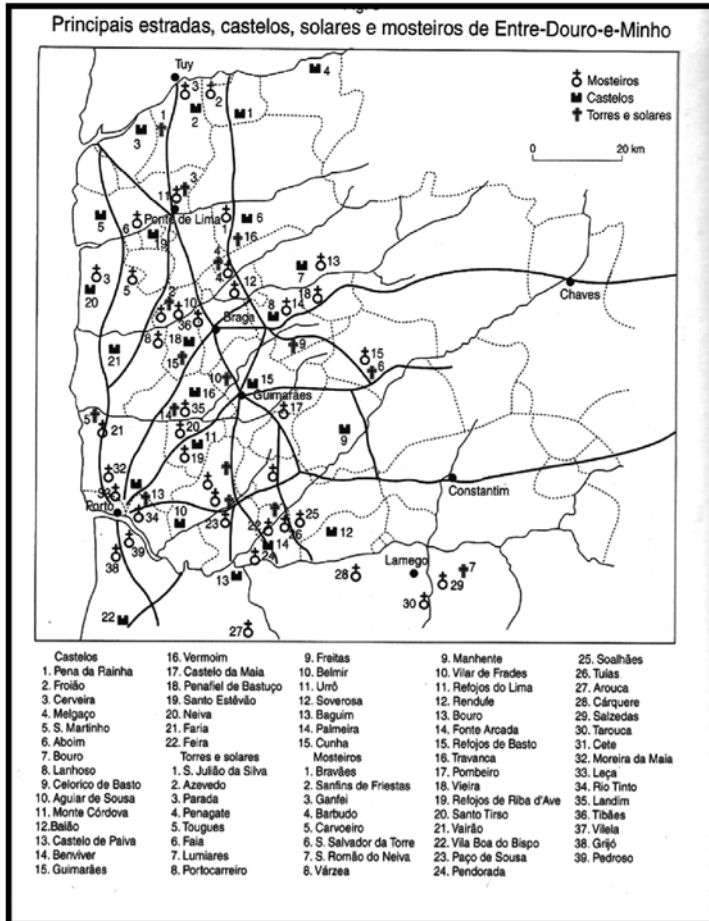 Principais estradas, castelos, solares e mosteiros de Entre-Douro-e-Minho
Tuy
Mosteiros
Castelos
Torres e solares
0 20 km
Ponte de Lima
Chaves
Braga
Guimarães
Constantim
Porto
Lamego
Castelos
1. Pena da Rainha
2. Froião
3. Cerveira
4. Melgaço
5. S. Martinho
6. Aboim
7. Bouro
8. Lanhoso
9. Celorico de Basto
10. Aguiar de Sousa
11. Monte Córdova
12. Baião
13. Castelo de Paiva
14. Benviver
15. Guimarães
16. Vermoim
17. Castelo da Maia
18. Penafiel de Bastuço
19. Santo Estêvão
20. Neiva
21. Faria
22. Feira
Torres e solares
1. S. Julião da Silva
2. Azevedo
3. Parada
4. Penagate
5. Tougues
6. Faia
7. Lumiares
8. Portocarreiro
9. Freitas
10. Belmir
11. Urrô
12. Soverosa
13. Baguim
14. Palmeira
15. Cunha
Mosteiros
1. Bravães
2. Sanfins de Friestas
3. Ganfei
4. Barbudo
5. Carvoeiro
6. S. Salvador da Torre
7. S. Romão do Neiva
8. Várzea
9. Manhente
10. Vilar de Frades
11. Refojos do Lima
12. Rendufe
13. Bouro
14. Fonte Arcada
15. Refojos de Basto
16. Travanca
17. Pombeiro
18. Vieira
19. Refojos de Riba d'Ave
20. Santo Tirso
21. Vairão
22. Vila Boa do Bispo
23. Paço de Sousa
24. Pendorada
25. Soalhães
26. Tuias
27. Arouca
28. Cárquere
29. Salzedas
30. Tarouca
31. Cete
32. Moreira da Maia
33. Leça
34. Rio Tinto
35. Landim
36. Tibães
37. Vilela
38. Grijó
39. Pedroso